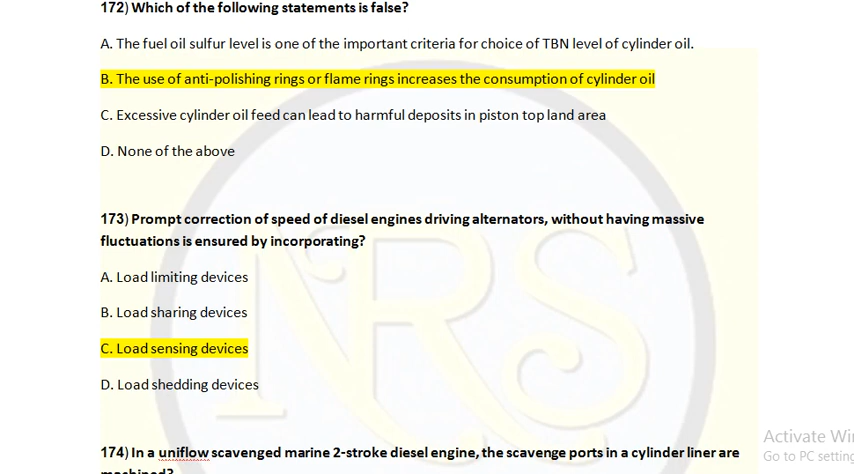 172) Which of the following statements is false?
A. The fuel oil sulfur level is one of the important criteria for choice of TBN level of cylinder oil.
B. The use of anti-polishing rings or flame rings increases the consumption of cylinder oil
C. Excessive cylinder oil feed can lead to harmful deposits in piston top land area
D. None of the above
173) Prompt correction of speed of diesel engines driving alternators, without having massive
fluctuations is ensured by incorporating?
A. Load limiting devices
B. Load sharing devices
C. Load sensing devices
D. Load shedding devices
NRS
Activate Wi
Go to PC setting
174) In a uniflow scavenged marine 2-stroke diesel engine, the scavenge ports in a cylinder liner are
machined?